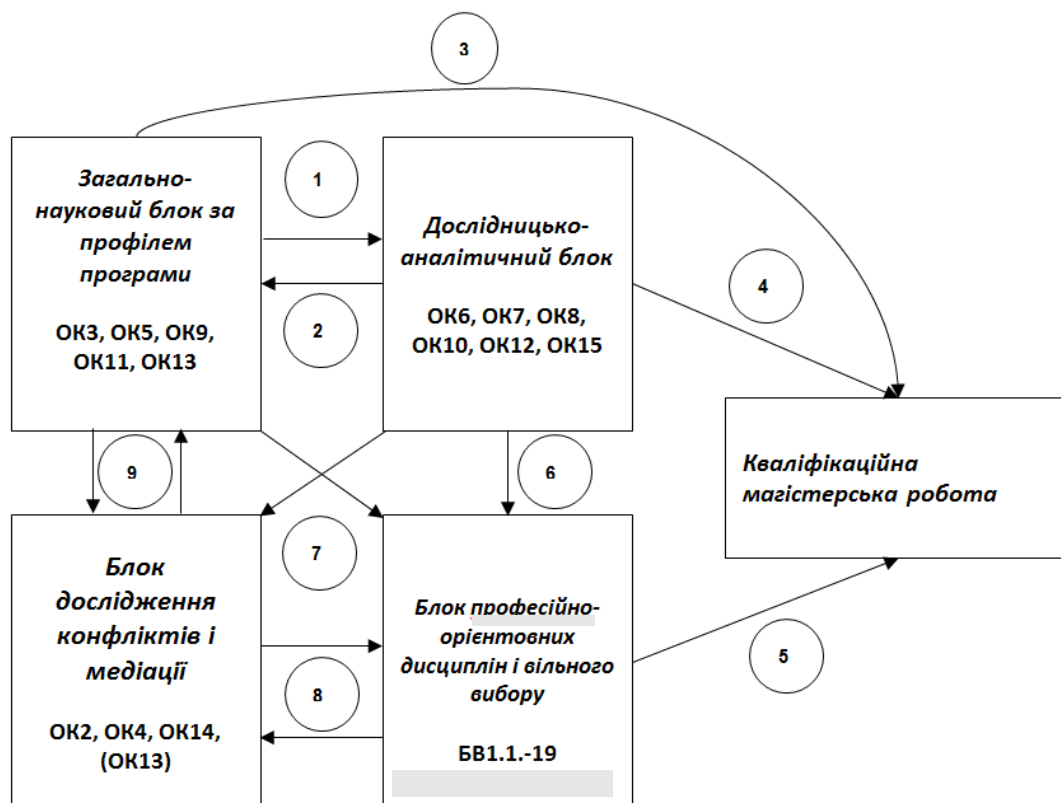 3
Загально-
науковий блок за
профілем
програми
ОК3, ОК5, ОК9,
ОК11, ОК13
1
2
Дослідницько-
аналітичний блок
ОК6, ОК7, ОК8,
ОК10, ОК12, ОК15
4
Кваліфікаційна
магістерська робота
9
6
Блок
дослідження
конфліктів і
медіації
ОК2, ОК4, ОК14,
(ОК13)
7
8
Блок професійно-
орієнтовних
дисциплін і вільного
вибору
БВ1.1.-19
5